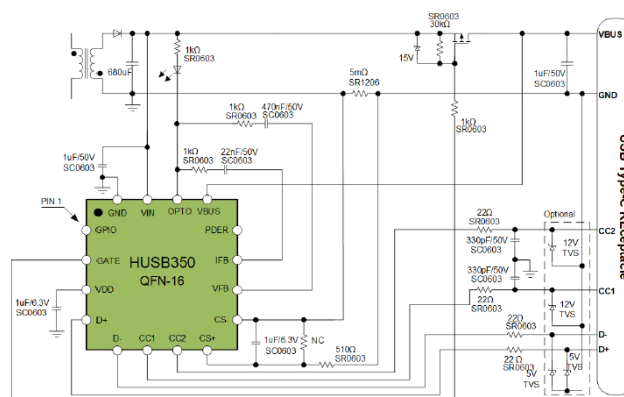 SR0603
30kΩ
VBUS
1kΩ
SR0603
15V
680uF
1uF/50V
SC0603
5mΩ
SR1206
GND
1kΩ
SR0603
470nF/50V
SC0603
1kΩ
SR0603
1kΩ
SR0603
22nF/50V
SC0603
1uF/50V
SC0603
USB Type-C Receptacle
PIN 1
GND
VIN
OPTO
VBUS
GPIO
PDER
22Ω
SR0603
Optional
GATE
HUSB350
QFN-16
IFB
330pF/50V
SC0603
12V
TVS
CC2
VDD
VFB
330pF/50V
SC0603
1uF/6.3V
SC0603
CC1
22Ω
SR0603
12V
TVS
D+
CS-
1uF/6.3V
SC0603
NC
22Ω
SR0603
D-
D-
CC1
CC2
CS+
510Ω
SR0603
D+
22 Ω
SR0603
5V
TVS
5V
TVS